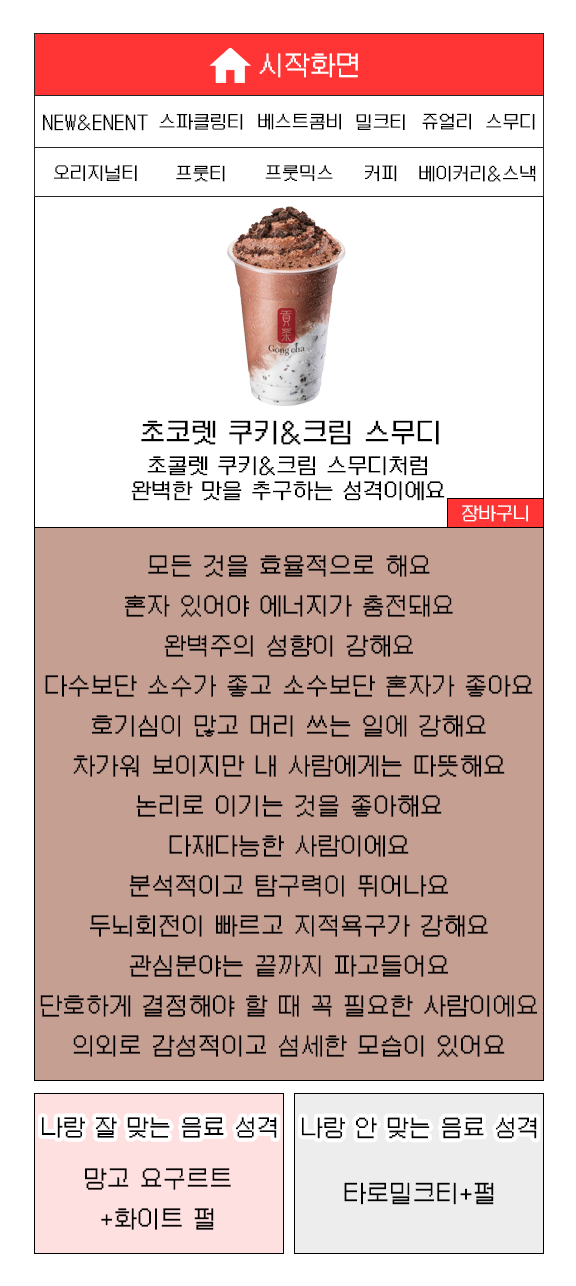 시작화면
NEW&ENENT 스파클링티 베스트콤비 밀크티 쥬얼리 스무디
오리지널티 프룻티 프룻믹스 커피 베이커리&스낵
貢茶
Gong cha
초코렛 쿠키&크림 스무디
초콜렛 쿠키&크림 스무디처럼
완벽한 맛을 추구하는 성격이에요
장바구니
모든 것을 효율적으로 해요
혼자 있어야 에너지가 충전돼요
완벽주의 성향이 강해요
다수보단 소수가 좋고 소수보단 혼자가 좋아요
호기심이 많고 머리 쓰는 일에 강해요
차가워 보이지만 내 사람에게는 따뜻해요
논리로 이기는 것을 좋아해요
다재다능한 사람이에요
분석적이고 탐구력이 뛰어나요
두뇌회전이 빠르고 지적욕구가 강해요
관심분야는 끝까지 파고들어요
단호하게 결정해야 할 때 꼭 필요한 사람이에요
의외로 감성적이고 섬세한 모습이 있어요
나랑 잘 맞는 음료 성격
망고 요구르트
+화이트 펄
나랑 안 맞는 음료 성격
타로밀크티+펄